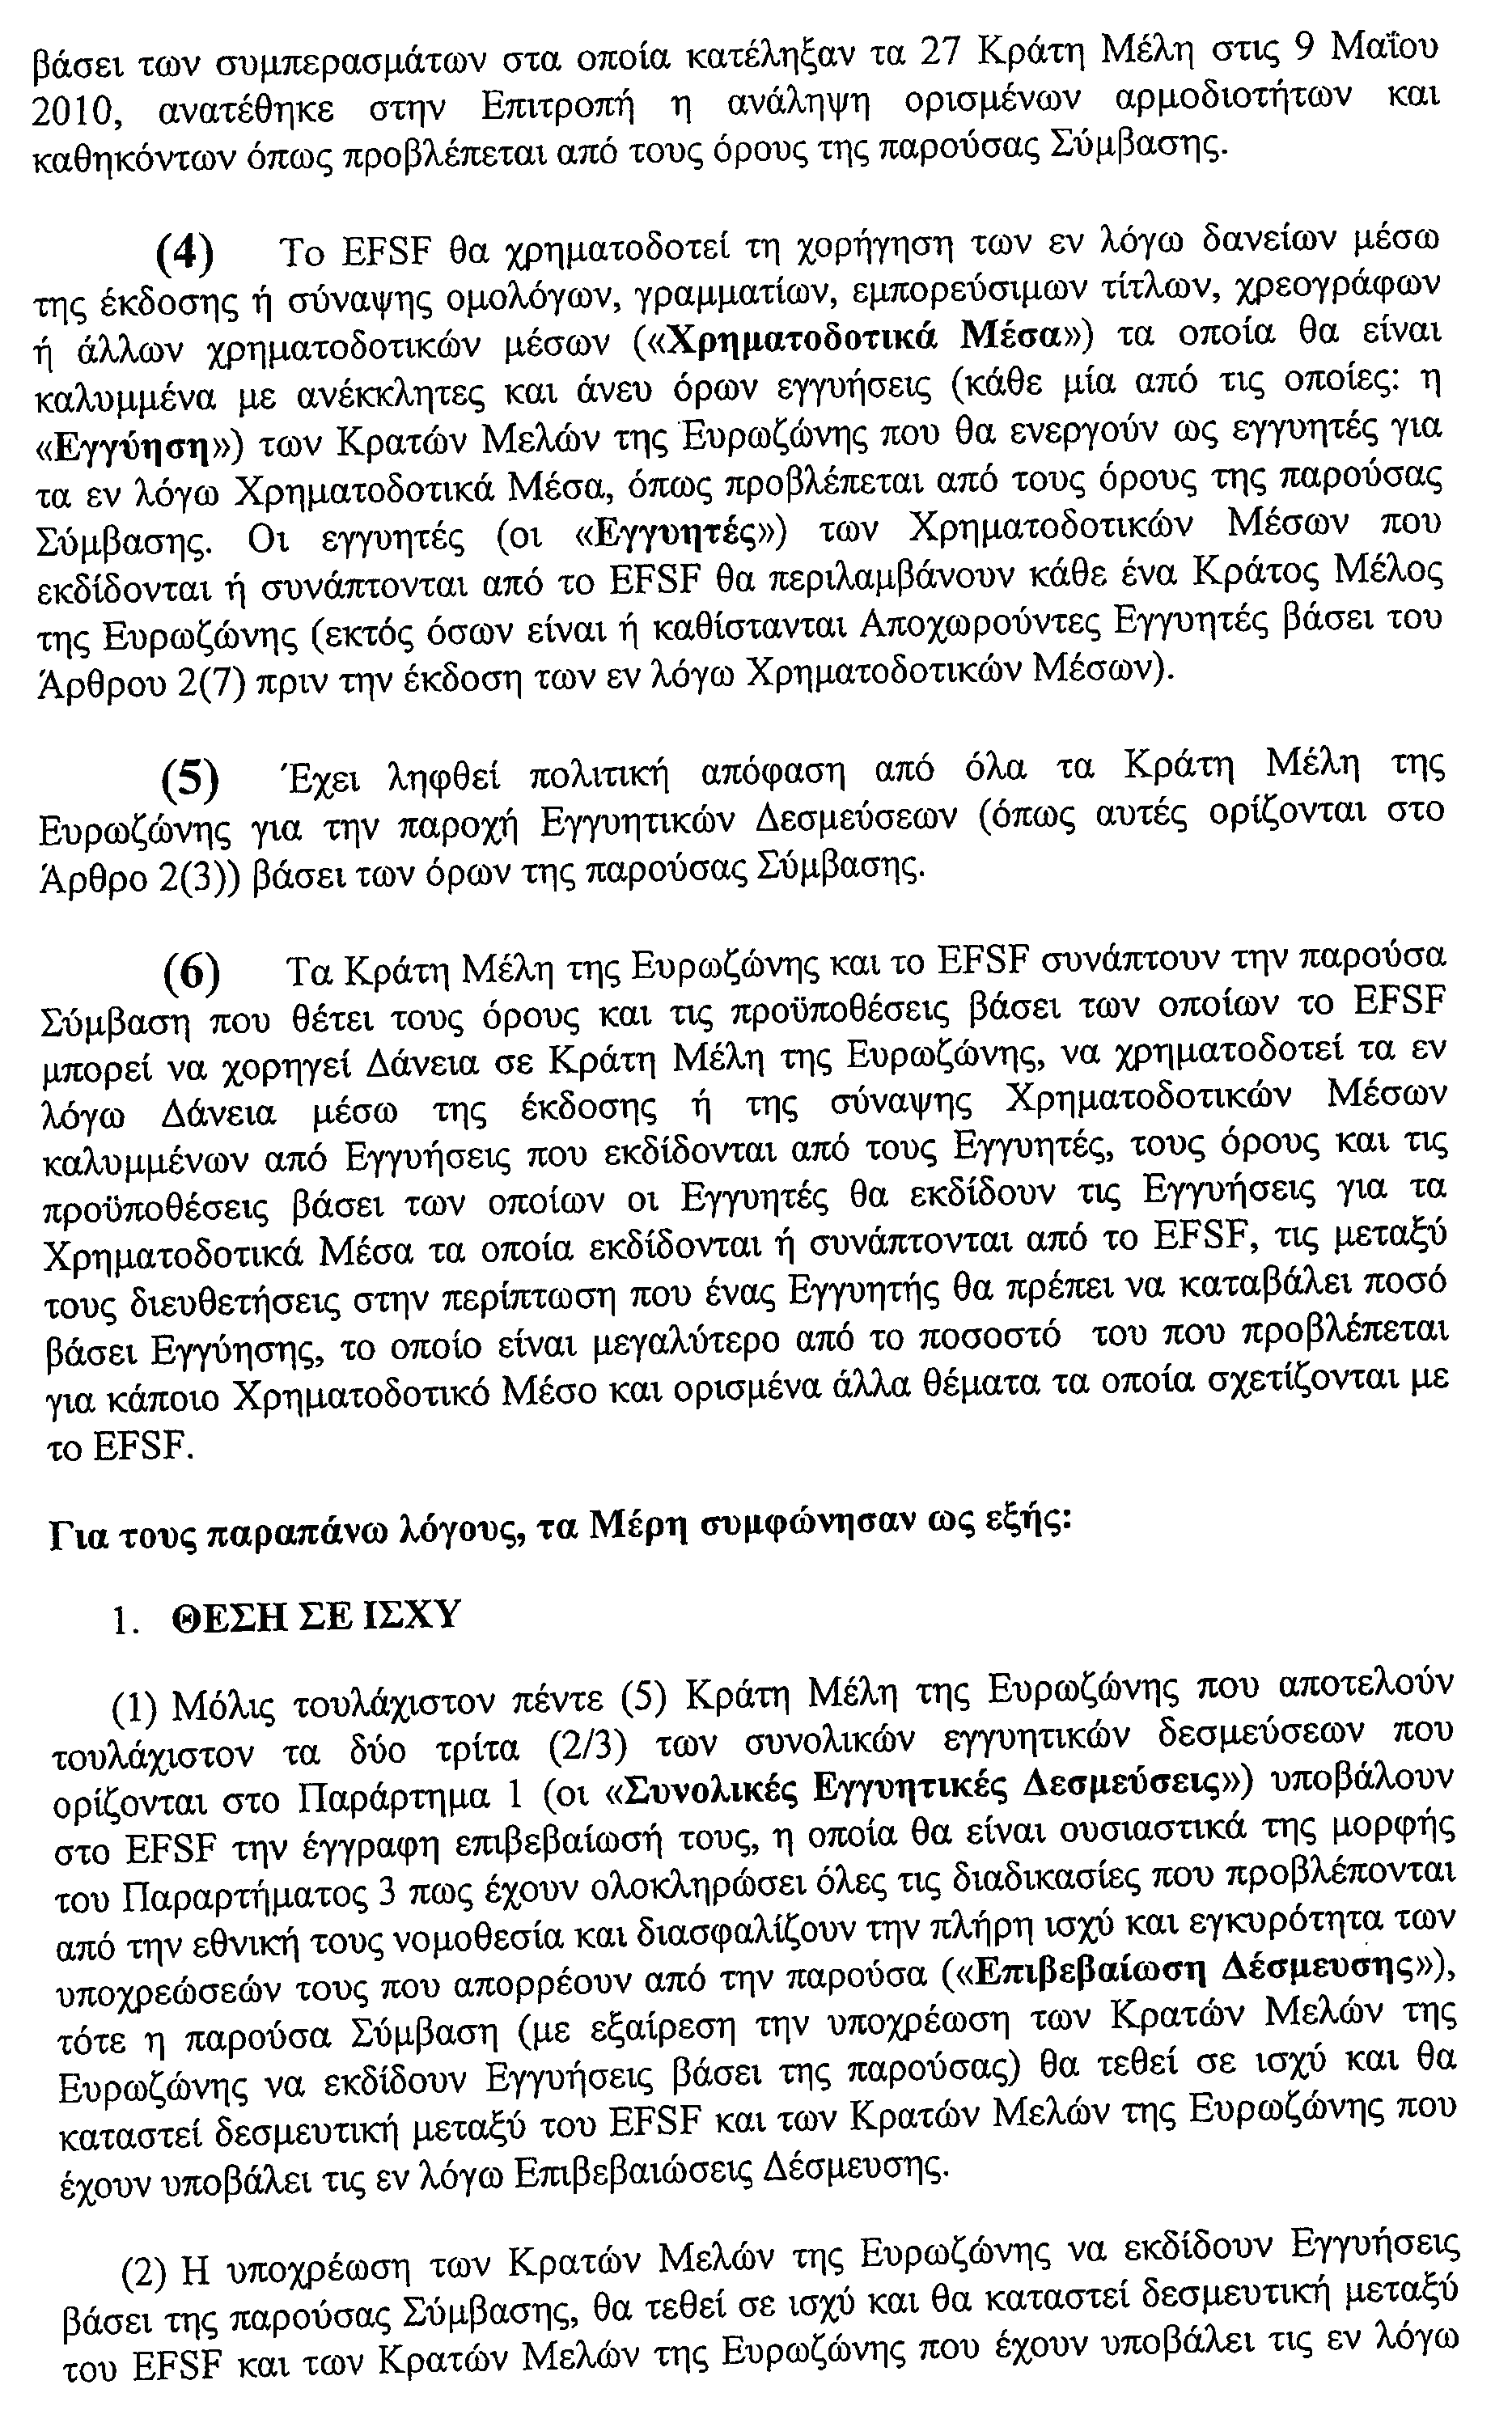 βάσει των συμπερασμάτων στα οποία κατέληξαν τα 27 Κράτη Μέλη στις 9 Μαΐου
2010, ανατέθηκε στην Επιτροπή η ανάληψη ορισμένων αρμοδιοτήτων και
καθηκόντων όπως προβλέπεται από τους όρους της παρούσας Σύμβασης.
(4) Το EFSF θα χρηματοδοτεί τη χορήγηση των εν λόγω δανείων μέσω
της έκδοσης ή σύναψης ομολόγων, γραμματίων, εμπορεύσιμων τίτλων, χρεογράφων
ή άλλων χρηματοδοτικών μέσων («Χρηματοδοτικά Μέσα») τα οποία θα είναι
καλυμμένα με ανέκκλητες και άνευ όρων εγγυήσεις (κάθε μία από τις οποίες: η
«Εγγύηση») των Κρατών Μελών της Ευρωζώνης που θα ενεργούν ως εγγυητές για
τα εν λόγω Χρηματοδοτικά Μέσα, όπως προβλέπεται από τους όρους της παρούσας
Σύμβασης. Οι εγγυητές (οι «Εγγυητές») των Χρηματοδοτικών Μέσων που
εκδίδονται ή συνάπτονται από το EFSF θα περιλαμβάνουν κάθε ένα Κράτος Μέλος
της Ευρωζώνης (εκτός όσων είναι ή καθίστανται Αποχωρούντες Εγγυητές βάσει του
Άρθρου 2(7) πριν την έκδοση των εν λόγω Χρηματοδοτικών Μέσων).
(5) Έχει ληφθεί πολιτική απόφαση από όλα τα Κράτη Μέλη της
Ευρωζώνης για την παροχή Εγγυητικών Δεσμεύσεων (όπως αυτές ορίζονται στο
Άρθρο 2(3)) βάσει των όρων της παρούσας Σύμβασης.
(6) Τα Κράτη Μέλη της Ευρωζώνης και το EFSF συνάπτουν την παρούσα
Σύμβαση που θέτει τους όρους και τις προϋποθέσεις βάσει των οποίων το EFSF
μπορεί να χορηγεί Δάνεια σε Κράτη Μέλη της Ευρωζώνης, να χρηματοδοτεί τα εν
λόγω Δάνεια μέσω της έκδοσης ή της σύναψης Χρηματοδοτικών Μέσων
καλυμμένων από Εγγυήσεις που εκδίδονται από τους Εγγυητές, τους όρους και τις
προϋποθέσεις βάσει των οποίων οι Εγγυητές θα εκδίδουν τις Εγγυήσεις για τα
Χρηματοδοτικά Μέσα τα οποία εκδίδονται ή συνάπτονται από το EFSF, τις μεταξύ
τους διευθετήσεις στην περίπτωση που ένας Εγγυητής θα πρέπει να καταβάλει ποσό
βάσει Εγγύησης, το οποίο είναι μεγαλύτερο από το ποσοστό του που προβλέπεται
για κάποιο Χρηματοδοτικό Μέσο και ορισμένα άλλα θέματα τα οποία σχετίζονται με
το EFSF.
Για τους παραπάνω λόγους, τα Μέρη συμφώνησαν ως εξής:
1. ΘΕΣΗ ΣΕ ΙΣΧΥ
(1) Μόλις τουλάχιστον πέντε (5) Κράτη Μέλη της Ευρωζώνης που αποτελούν
τουλάχιστον τα δύο τρίτα (2/3) των συνολικών εγγυητικών δεσμεύσεων που
ορίζονται στο Παράρτημα 1 (οι «Συνολικές Εγγυητικές Δεσμεύσεις») υποβάλουν
στο EFSF την έγγραφη επιβεβαίωσή τους, η οποία θα είναι ουσιαστικά της μορφής
του Παραρτήματος 3 πως έχουν ολοκληρώσει όλες τις διαδικασίες που προβλέπονται
από την εθνική τους νομοθεσία και διασφαλίζουν την πλήρη ισχύ και εγκυρότητα των
υποχρεώσεών τους που απορρέουν από την παρούσα («Επιβεβαίωση Δέσμευσης»),
τότε η παρούσα Σύμβαση (με εξαίρεση την υποχρέωση των Κρατών Μελών της
Ευρωζώνης να εκδίδουν Εγγυήσεις βάσει της παρούσας) θα τεθεί σε ισχύ και θα
καταστεί δεσμευτική μεταξύ του EFSF και των Κρατών Μελών της Ευρωζώνης που
έχουν υποβάλει τις εν λόγω Επιβεβαιώσεις Δέσμευσης.
(2) Η υποχρέωση των Κρατών Μελών της Ευρωζώνης να εκδίδουν Εγγυήσεις
βάσει της παρούσας Σύμβασης, θα τεθεί σε ισχύ και θα καταστεί δεσμευτική μεταξύ
του EFSF και των Κρατών Μελών της Ευρωζώνης που έχουν υποβάλει τις εν λόγω